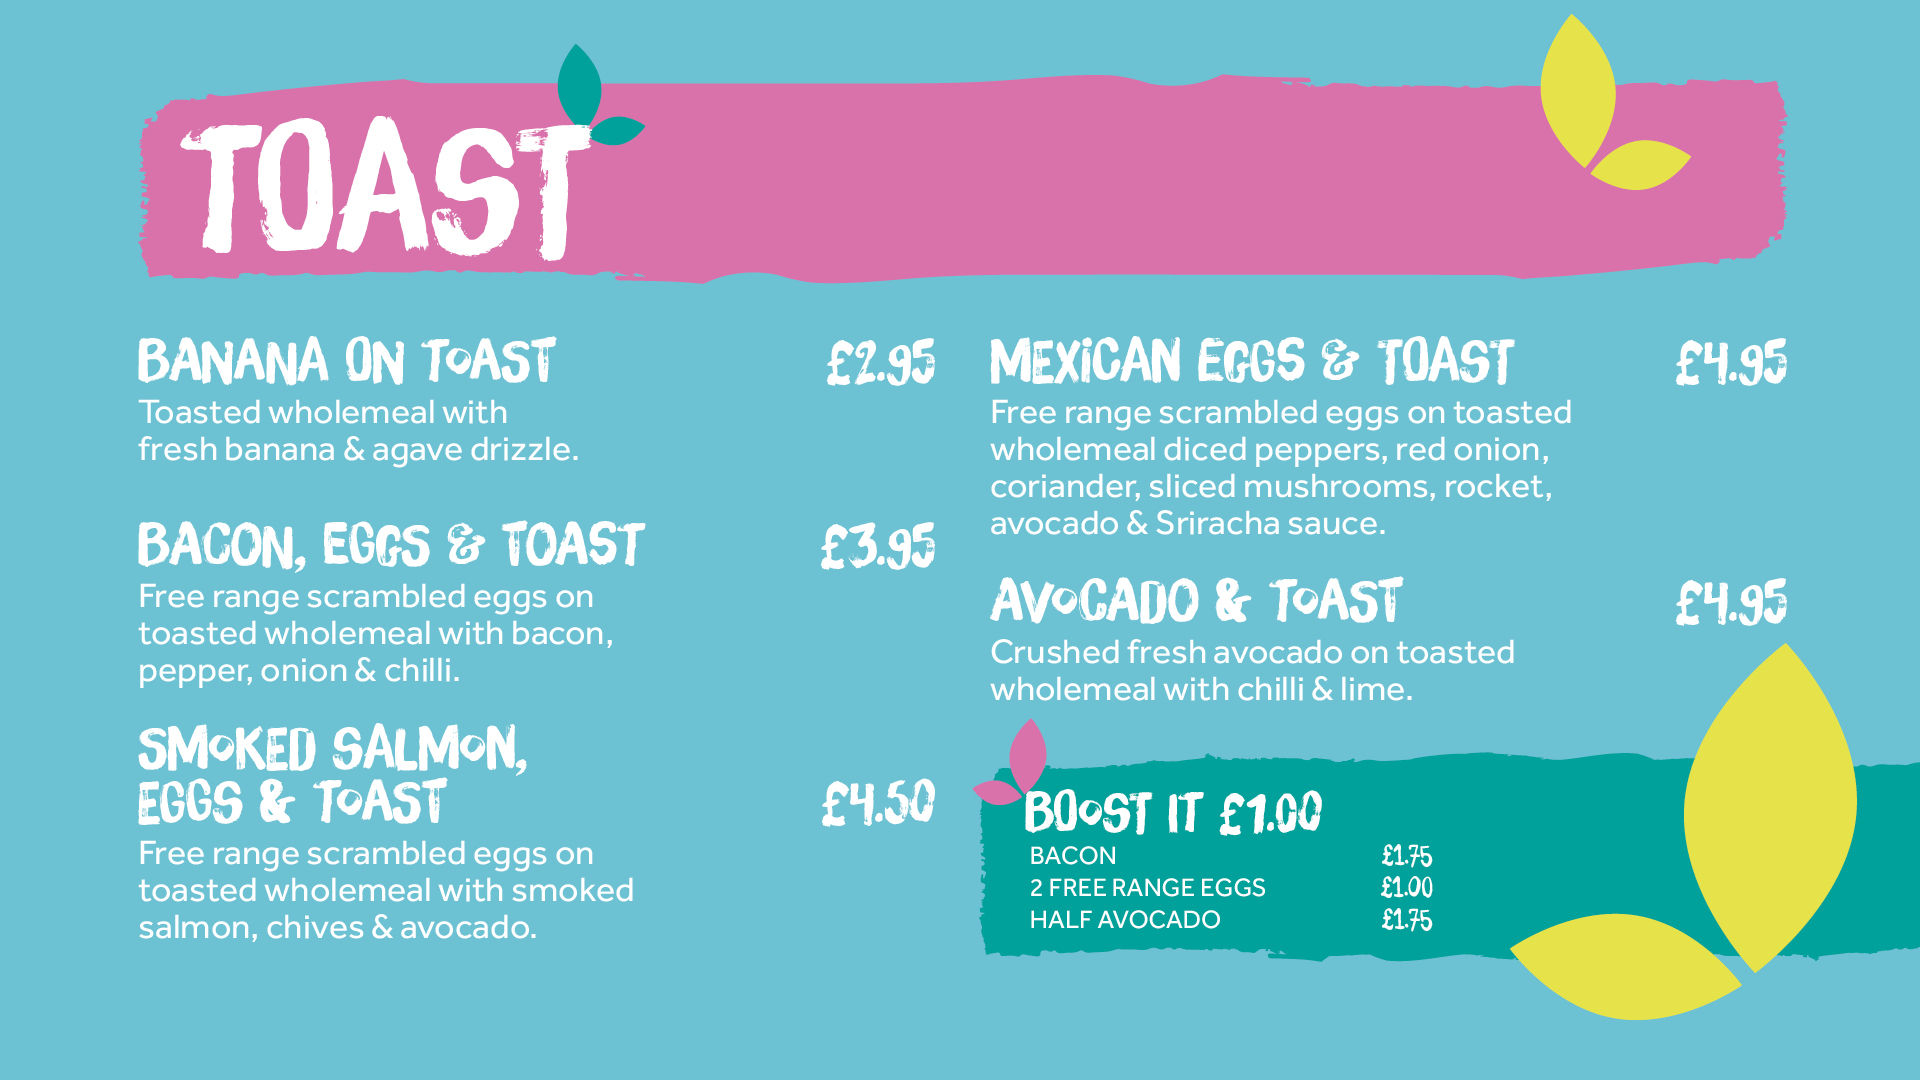 TOAST
BANANA ON TOAST £2.95
Toasted wholemeal with
fresh banana & agave drizzle.
BACON, EGGS & TOAST £3.95
Free range scrambled eggs on
toasted wholemeal with bacon,
pepper, onion & chilli.
SMOKED SALMON,
EGGS & TOAST £4.50
Free range scrambled eggs on
toasted wholemeal with smoked
salmon, chives & avocado.
MEXICAN EGGS & TOAST £4.95
Free range scrambled eggs on toasted
wholemeal diced peppers, red onion,
coriander, sliced mushrooms, rocket,
avocado & Sriracha sauce.
AVOCADO & TOAST £4.95
Crushed fresh avocado on toasted
wholemeal with chilli & lime.
BOOST IT £1.00
BACON £1.75
2 FREE RANGE EGGS £1.00
HALF AVOCADO £1.75